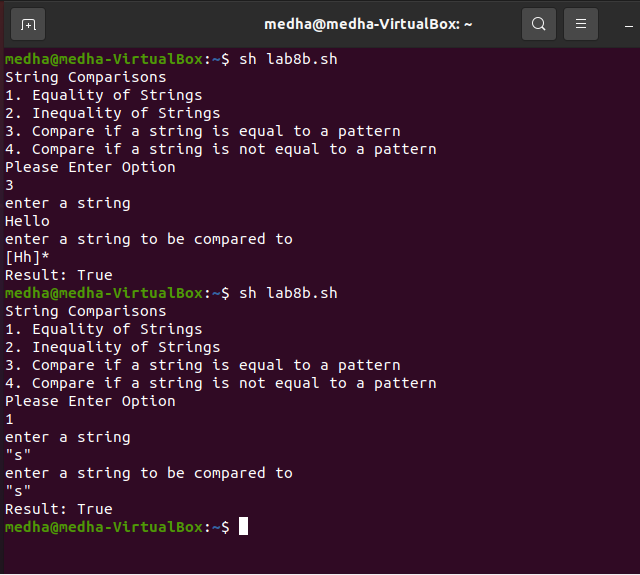 medha@medha-VirtualBox: ~
medha@medha-VirtualBox:~$ sh lab8b.sh
String Comparisons
1. Equality of Strings
2. Inequality of Strings
3. Compare if a string is equal to a pattern
4. Compare if a string is not equal to a pattern
Please Enter Option
3
enter a string
Hello
enter a string to be compared to
[Hh]*
Result: True
medha@medha-VirtualBox:~$ sh lab8b.sh
String Comparisons
1. Equality of Strings
2. Inequality of Strings
3. Compare if a string is equal to a pattern
4. Compare if a string is not equal to a pattern
Please Enter Option
1
enter a string
"s"
enter a string to be compared to
"s"
Result: True
medha@medha-VirtualBox:~$